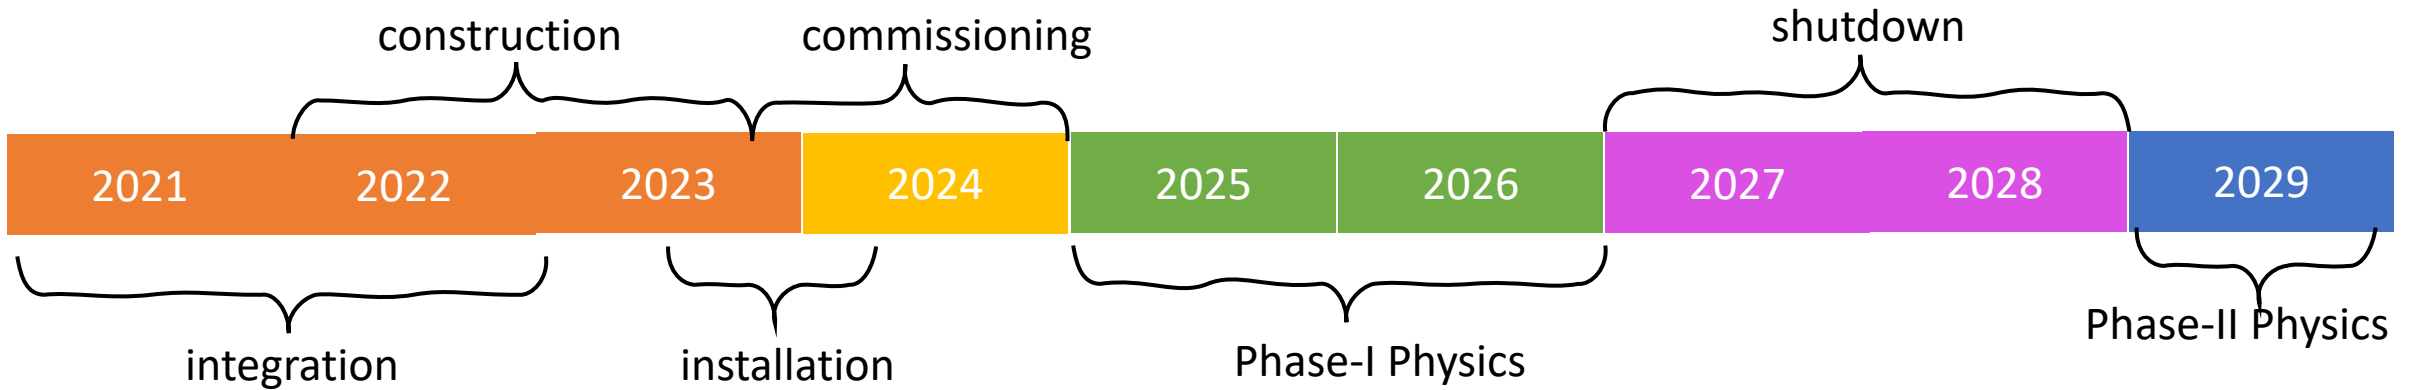 construction
commissioning
shutdown
2021
2022
2023
2024
2025
2026
2027
2028
2029
integration
installation
Phase-I Physics
Phase-II Physics